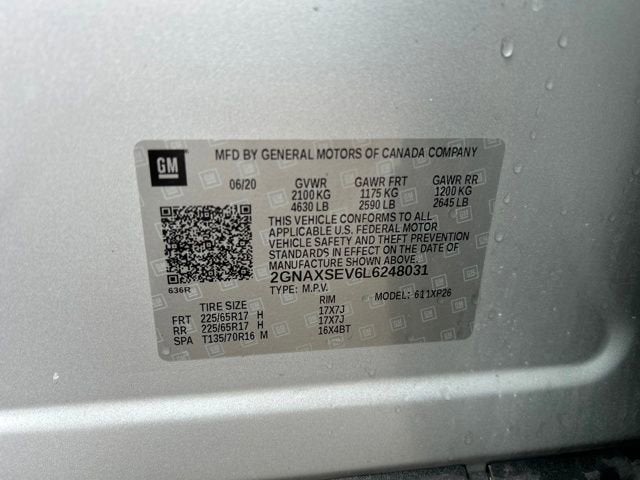 GM
MFD BY GENERAL MOTORS OF CANADA COMPANY
06/20 GVWR GAWR FRT GAWR RR
2100 KG 1175 KG 1200 KG
4630 LB 2590 LB 2645 LB
THIS VEHICLE CONFORMS TO ALL
APPLICABLE U.S. FEDERAL MOTOR
VEHICLE SAFETY AND THEFT PREVENTION
STANDARDS IN EFFECT ON THE DATE OF
MANUFACTURE SHOWN ABOVE.
636R
2GNAXSEV6L6248031
TYPE: M.P.V. MODEL: 611XP26
TIRE SIZE RIM
FRT 225/65R17 H 17X7J
RR 225/65R17 H 17X7J
SPA T135/70R16 M 16X4BT